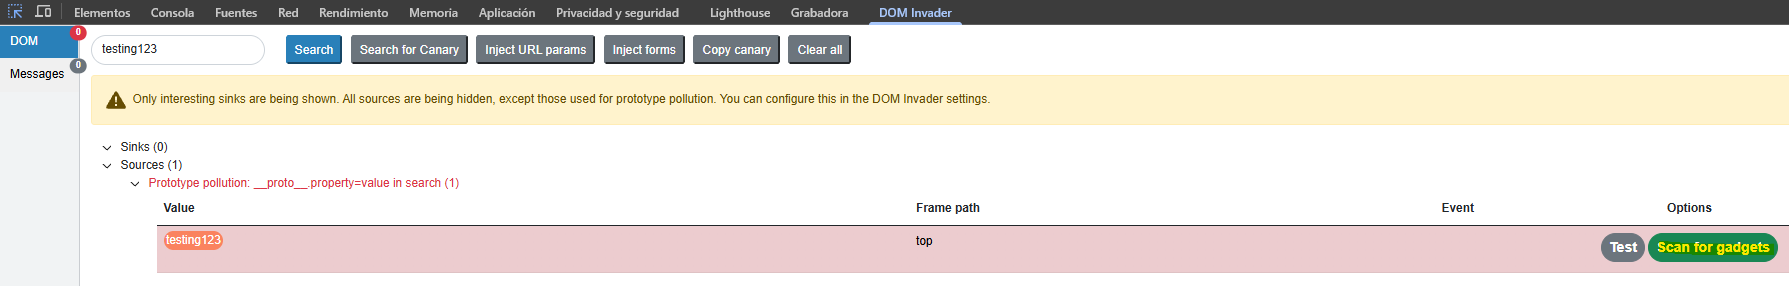 Elementos Consola Fuentes Red Rendimiento Memoria Aplicación Privacidad y seguridad Lighthouse Grabadora DOM Invader
DOM 0
testing123 Search Search for Canary Inject URL params Inject forms Copy canary Clear all
Messages 0
Only interesting sinks are being shown. All sources are being hidden, except those used for prototype pollution. You can configure this in the DOM Invader settings.
Sinks (0)
Sources (1)
Prototype pollution: __proto__.property=value in search (1)
Value Frame path Event Options
testing123 top Test Scan for gadgets